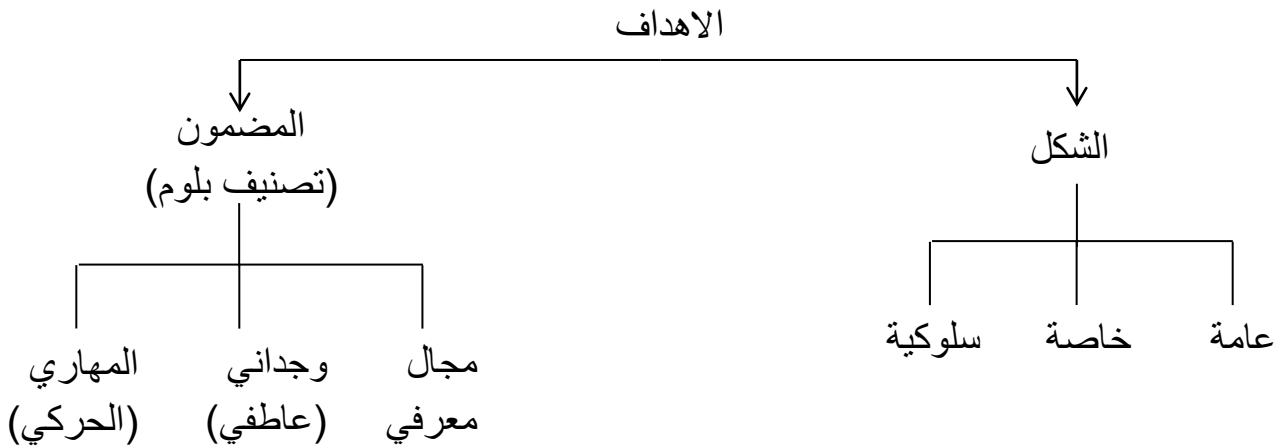 الاهداف
الشكل
المضمون
(تصنيف بلوم)
عامة
خاصة
سلوكية
مجال
معرفي
وجداني
(عاطفي)
المهاري
(الحركي)